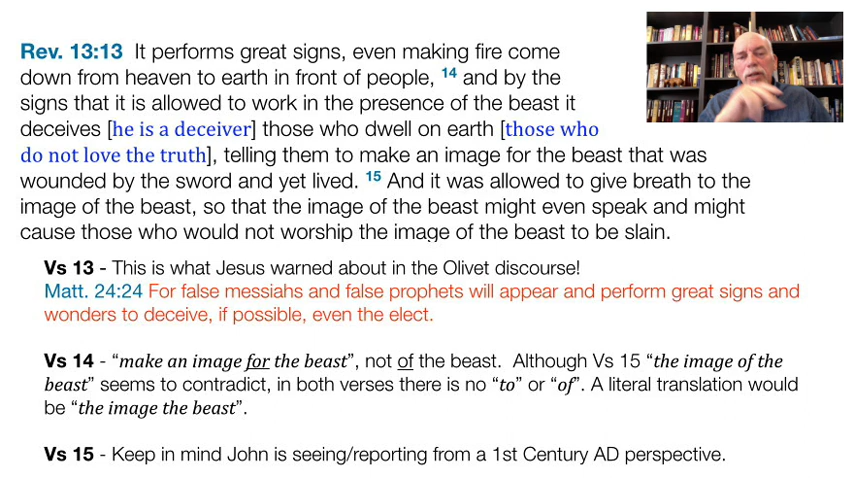 Rev. 13:13 It performs great signs, even making fire come
down from heaven to earth in front of people, 14 and by the
signs that it is allowed to work in the presence of the beast it
deceives [he is a deceiver] those who dwell on earth [those who
do not love the truth], telling them to make an image for the beast that was
wounded by the sword and yet lived. 15 And it was allowed to give breath to the
image of the beast, so that the image of the beast might even speak and might
cause those who would not worship the image of the beast to be slain.
Vs 13 - This is what Jesus warned about in the Olivet discourse!
Matt. 24:24 For false messiahs and false prophets will appear and perform great signs and
wonders to deceive, if possible, even the elect.
Vs 14 - “make an image for the beast”, not of the beast. Although Vs 15 “the image of the
beast” seems to contradict, in both verses there is no “to” or “of”. A literal translation would
be “the image the beast”.
Vs 15 - Keep in mind John is seeing/reporting from a 1st Century AD perspective.